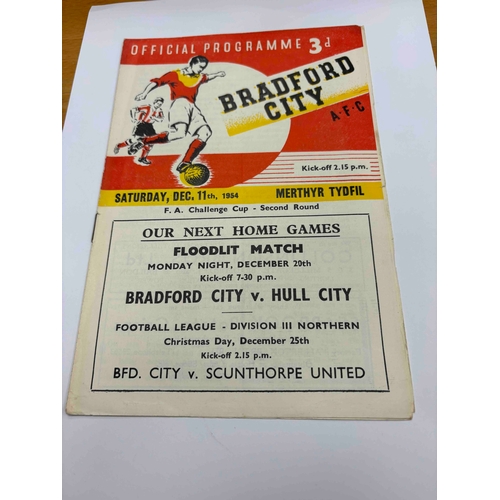 OFFICIAL PROGRAMME 3d
BRADFORD
CITY
A·F·C
Kick-off 2.15 p.m.
SATURDAY, DEC. 11th, 1954 MERTHYR TYDFIL
F. A. Challenge Cup - Second Round
OUR NEXT HOME GAMES
FLOODLIT MATCH
MONDAY NIGHT, DECEMBER 20th
Kick-off 7-30 p.m.
BRADFORD CITY v. HULL CITY
FOOTBALL LEAGUE - DIVISION III NORTHERN
Christmas Day, December 25th
Kick-off 2.15 p.m.
BFD. CITY v. SCUNTHORPE UNITED